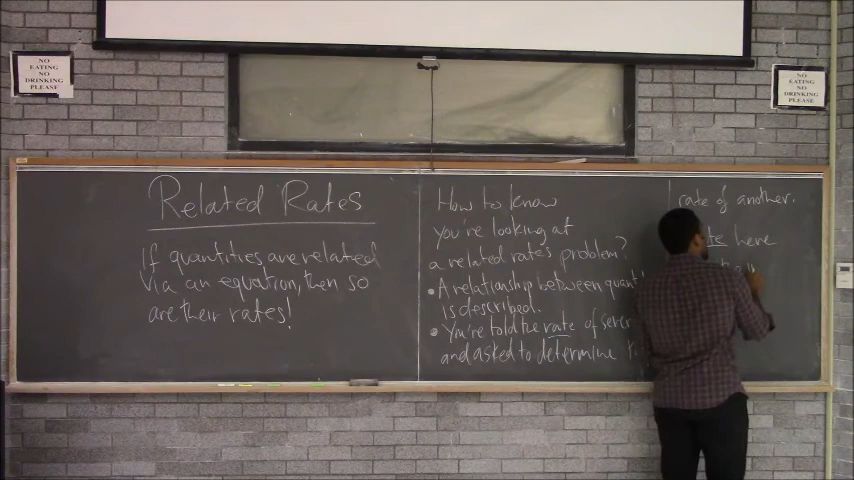 NO
EATING
NO
DRINKING
PLEASE
NO
EATING
NO
DRINKING
PLEASE
Related Rates
If quantities are related
via an equation, then so
are their rates!
How to know
you're looking at
a related rates problem?
• A relationship between
is described.
• You're told the rate of
and asked to determine
rate of another.
here